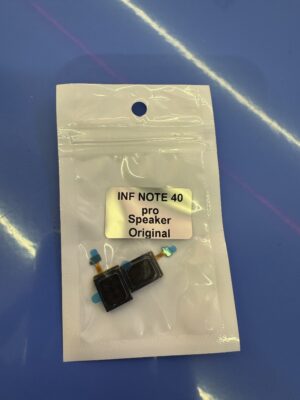 INF NOTE 40
pro
Speaker
Original